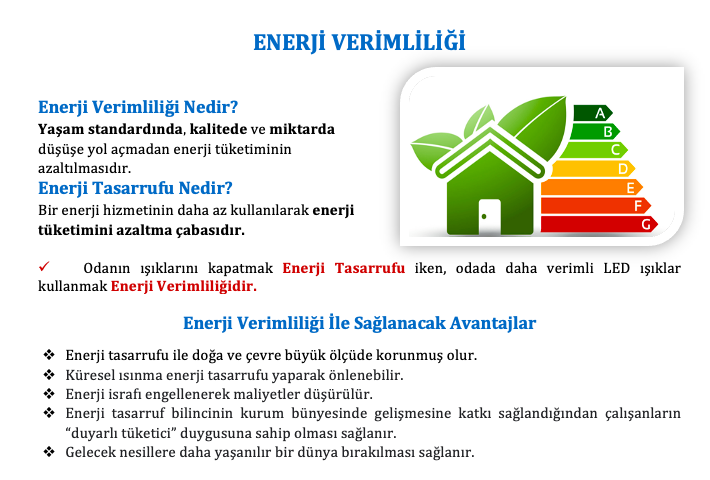 ENERJİ VERİMLİLİĞİ
Enerji Verimliliği Nedir?
Yaşam standardında, kalitede ve miktarda
düşüşe yol açmadan enerji tüketiminin
azaltılmasıdır.
Enerji Tasarrufu Nedir?
Bir enerji hizmetinin daha az kullanılarak enerji
tüketimini azaltma çabasıdır.
A
B
C
D
E
F
G
✓ Odanın ışıklarını kapatmak Enerji Tasarrufu iken, odada daha verimli LED ışıklar
kullanmak Enerji Verimliliğidir.
Enerji Verimliliği İle Sağlanacak Avantajlar
❖ Enerji tasarrufu ile doğa ve çevre büyük ölçüde korunmuş olur.
❖ Küresel ısınma enerji tasarrufu yaparak önlenebilir.
❖ Enerji israfı engellenerek maliyetler düşürülür.
❖ Enerji tasarruf bilincinin kurum bünyesinde gelişmesine katkı sağlandığından çalışanların
“duyarlı tüketici” duygusuna sahip olması sağlanır.
❖ Gelecek nesillere daha yaşanılır bir dünya bırakılması sağlanır.